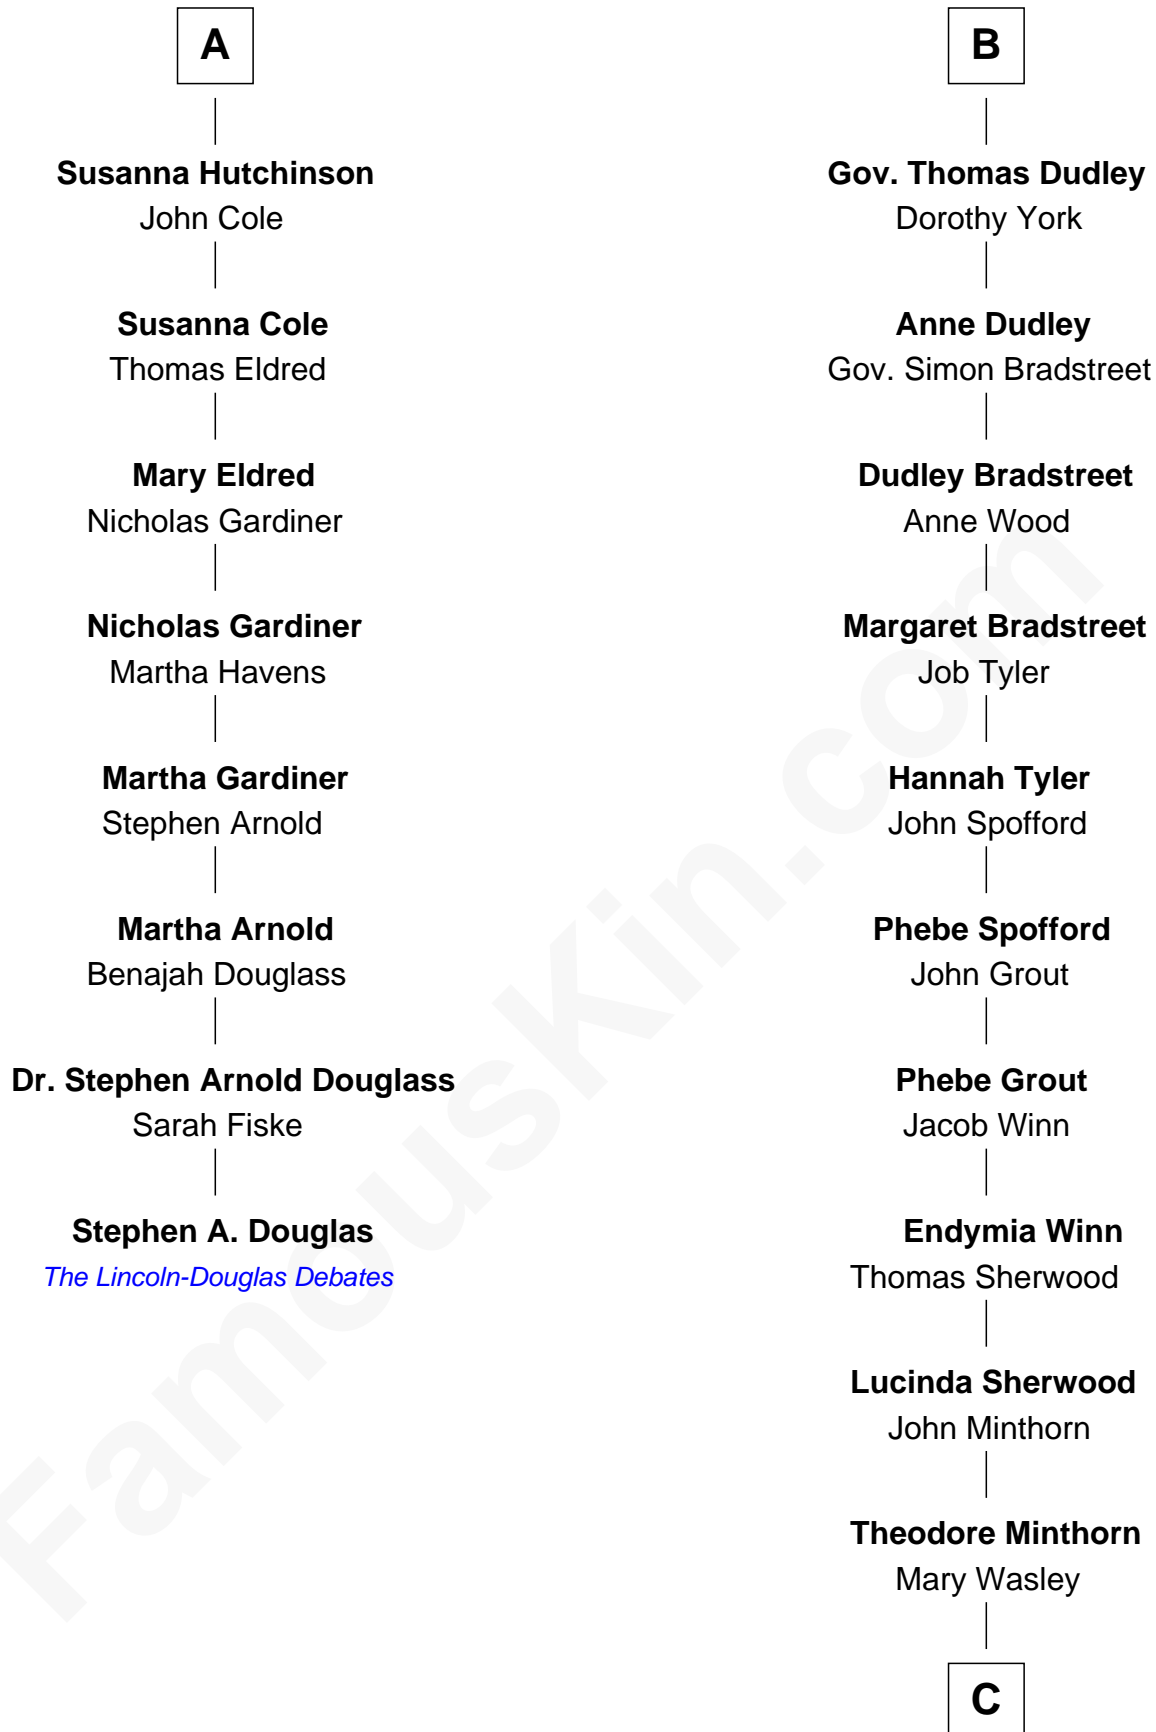 A
Susanna Hutchinson
John Cole
Susanna Cole
Thomas Eldred
Mary Eldred
Nicholas Gardiner
Nicholas Gardiner
Martha Havens
Martha Gardiner
Stephen Arnold
Martha Arnold
Benajah Douglass
Dr. Stephen Arnold Douglass
Sarah Fiske
Stephen A. Douglas
The Lincoln-Douglas Debates
B
Gov. Thomas Dudley
Dorothy York
Anne Dudley
Gov. Simon Bradstreet
Dudley Bradstreet
Anne Wood
Margaret Bradstreet
Job Tyler
Hannah Tyler
John Spofford
Phebe Spofford
John Grout
Phebe Grout
Jacob Winn
Endymia Winn
Thomas Sherwood
Lucinda Sherwood
John Minthorn
Theodore Minthorn
Mary Wasley
C
FamousKin.com